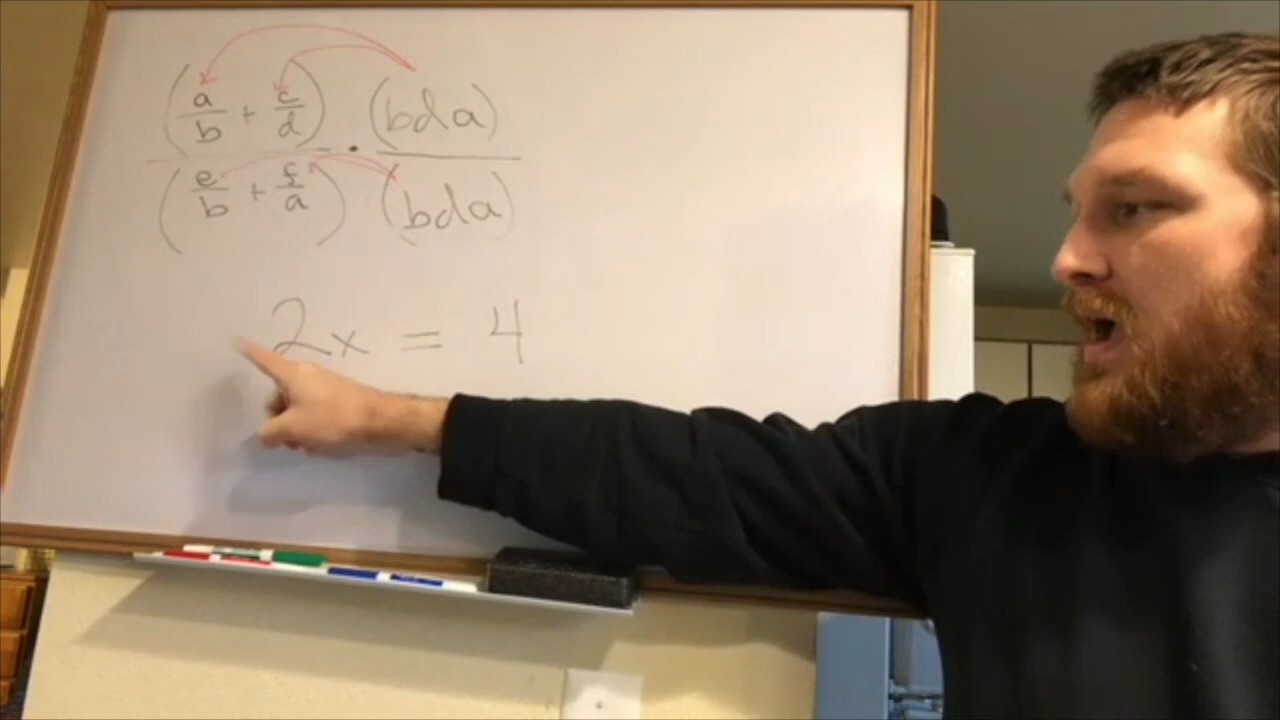 (a/b + c/d) · (bda)
(e/b + f/a) (bda)
2x = 4